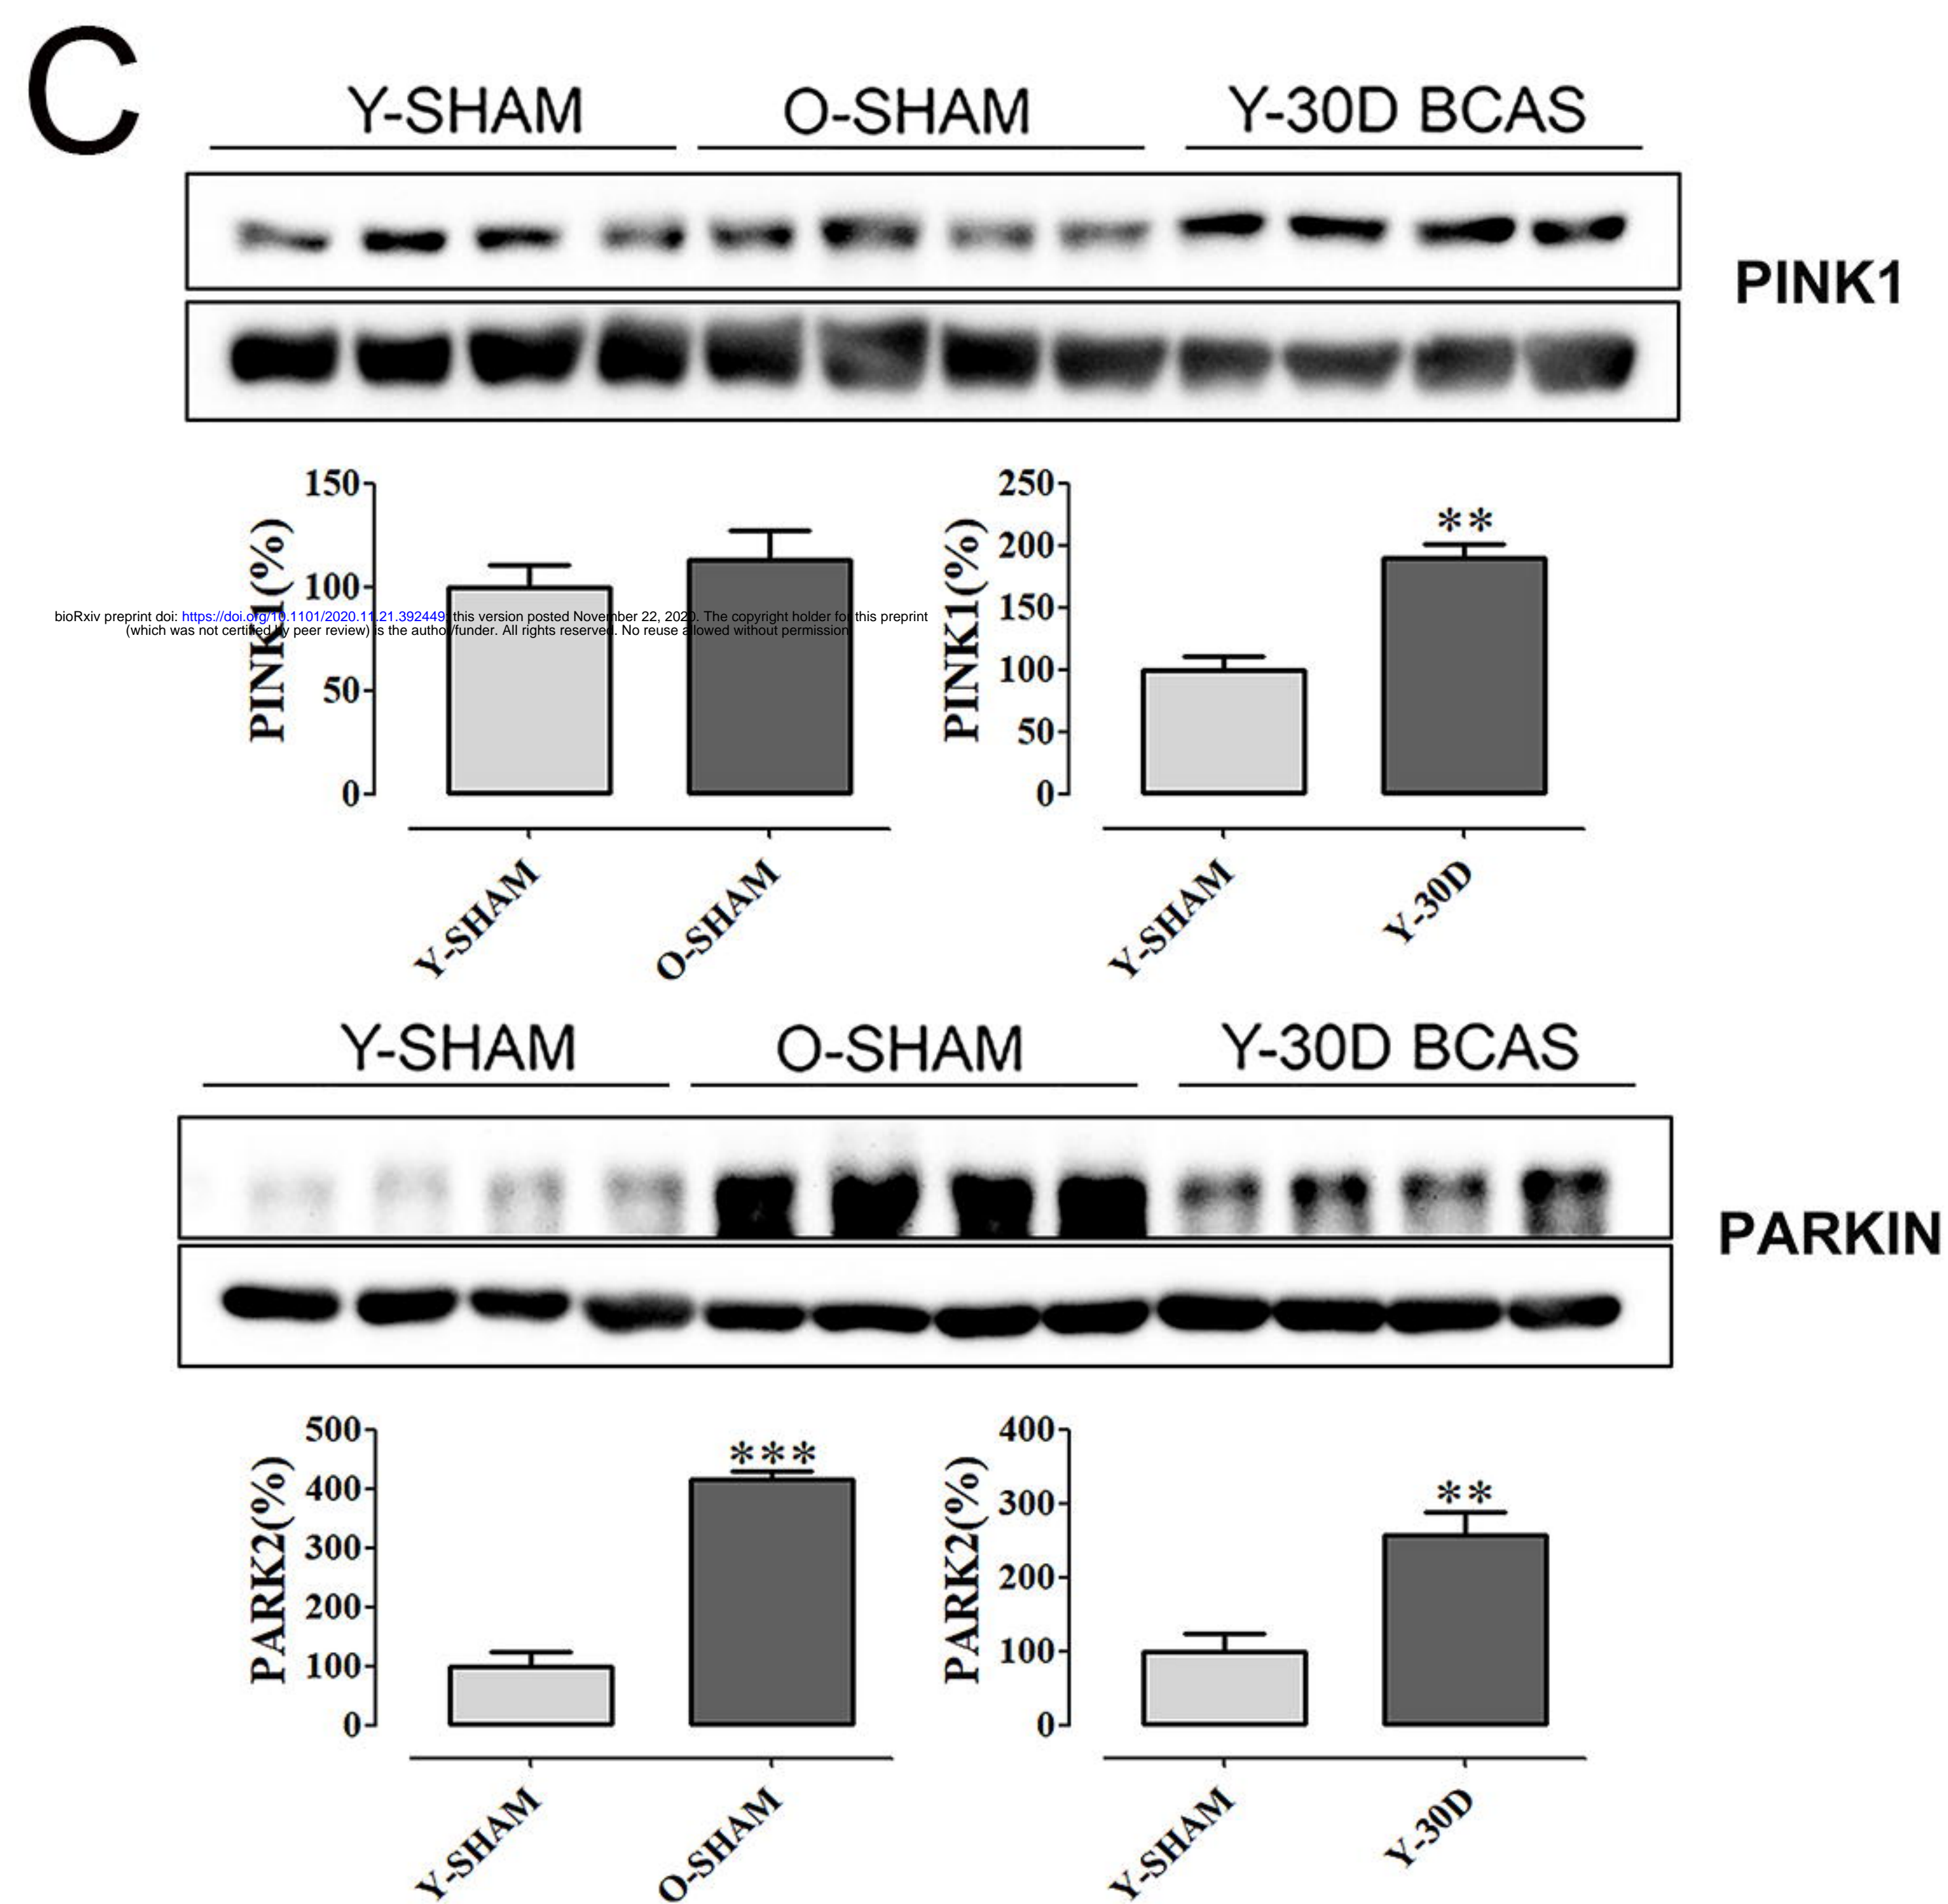 C
Y-SHAM O-SHAM Y-30D BCAS
PINK1
150
100
50
0
PINK1(%)
Y-SHAM
O-SHAM
250
200
150
100
50
0
PINK1(%)
**
Y-SHAM
Y-30D
bioRxiv preprint doi: https://doi.org/10.1101/2020.11.21.392449; this version posted November 22, 2020. The copyright holder for this preprint
(which was not certified by peer review) is the author/funder. All rights reserved. No reuse allowed without permission.
Y-SHAM O-SHAM Y-30D BCAS
PARKIN
500
400
300
200
100
0
PARK2(%)
***
Y-SHAM
O-SHAM
400
300
200
100
0
PARK2(%)
**
Y-SHAM
Y-30D